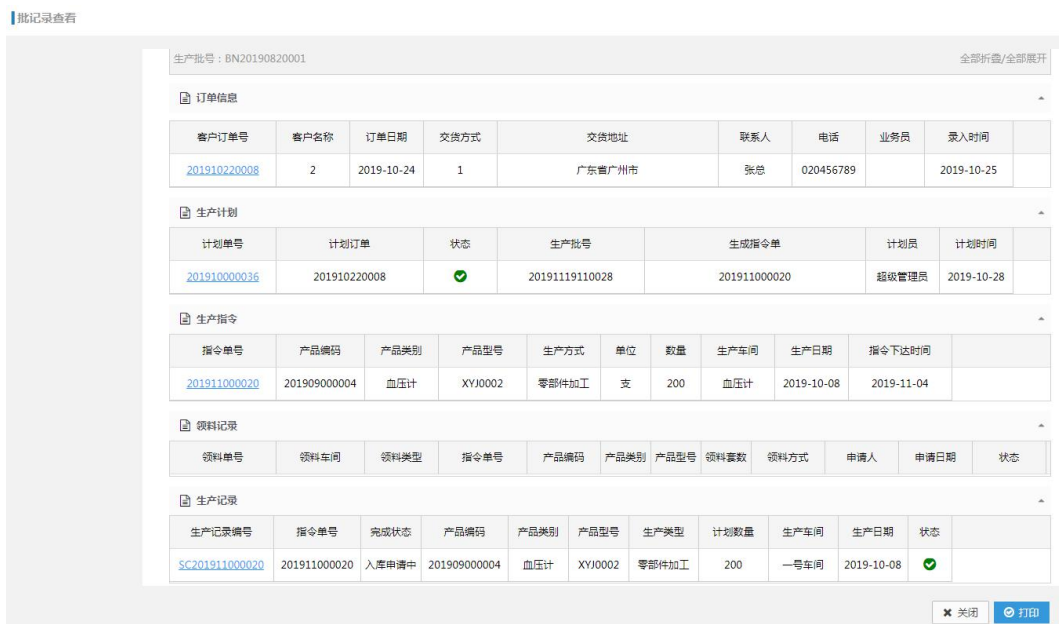 批记录查看
生产批号：BN20190820001 全部折叠/全部展开
订单信息
客户订单号 客户名称 订单日期 交货方式 交货地址 联系人 电话 业务员 录入时间
201910220008 2 2019-10-24 1 广东省广州市 张总 020456789 2019-10-25
生产计划
计划单号 计划订单 状态 生产批号 生成指令单 计划员 计划时间
201910000036 201910220008 20191119110028 201911000020 超级管理员 2019-10-28
生产指令
指令单号 产品编码 产品类别 产品型号 生产方式 单位 数量 生产车间 生产日期 指令下达时间
201911000020 201909000004 血压计 XYJ0002 零部件加工 支 200 血压计 2019-10-08 2019-11-04
领料记录
领料单号 领料车间 领料类型 指令单号 产品编码 产品类别 产品型号 领料套数 领料方式 申请人 申请日期 状态
生产记录
生产记录编号 指令单号 完成状态 产品编码 产品类别 产品型号 生产类型 计划数量 生产车间 生产日期 状态
SC201911000020 201911000020 入库申请中 201909000004 血压计 XYJ0002 零部件加工 200 一号车间 2019-10-08
关闭 打印